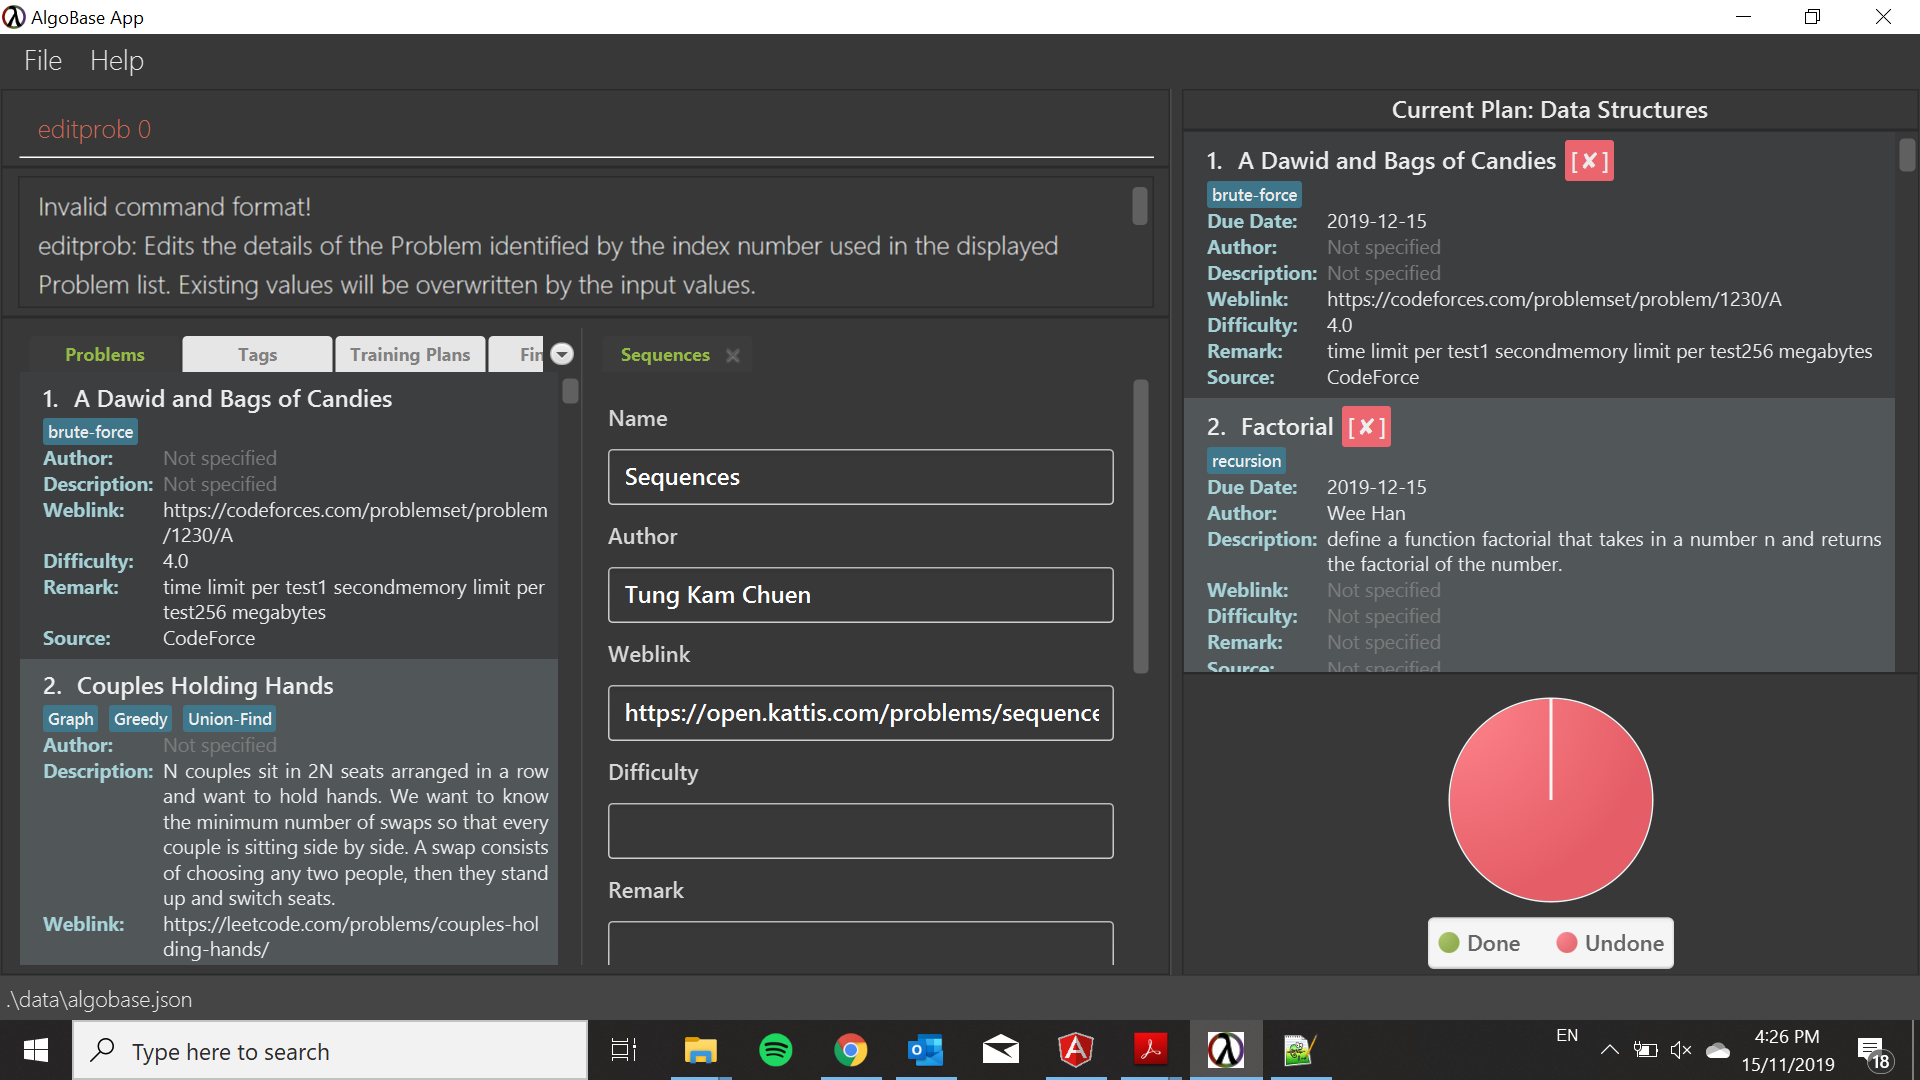 AlgoBase App
File Help
editprob 0
Invalid command format!
editprob: Edits the details of the Problem identified by the index number used in the displayed
Problem list. Existing values will be overwritten by the input values.
Problems Tags Training Plans Fin
1. A Dawid and Bags of Candies
brute-force
Author: Not specified
Description: Not specified
Weblink: https://codeforces.com/problemset/problem
/1230/A
Difficulty: 4.0
Remark: time limit per test1 secondmemory limit per
test256 megabytes
Source: CodeForce
2. Couples Holding Hands
Graph Greedy Union-Find
Author: Not specified
Description: N couples sit in 2N seats arranged in a row
and want to hold hands. We want to know
the minimum number of swaps so that every
couple is sitting side by side. A swap consists
of choosing any two people, then they stand
up and switch seats.
Weblink: https://leetcode.com/problems/couples-hol
ding-hands/
Sequences
Name
Sequences
Author
Tung Kam Chuen
Weblink
https://open.kattis.com/problems/sequence
Difficulty
Remark
Current Plan: Data Structures
1. A Dawid and Bags of Candies [✘]
brute-force
Due Date: 2019-12-15
Author: Not specified
Description: Not specified
Weblink: https://codeforces.com/problemset/problem/1230/A
Difficulty: 4.0
Remark: time limit per test1 secondmemory limit per test256 megabytes
Source: CodeForce
2. Factorial [✘]
recursion
Due Date: 2019-12-15
Author: Wee Han
Description: define a function factorial that takes in a number n and returns
the factorial of the number.
Weblink: Not specified
Difficulty: Not specified
Remark: Not specified
Source: Not specified
Done Undone
.\data\algobase.json
Type here to search
EN
4:26 PM
15/11/2019
18